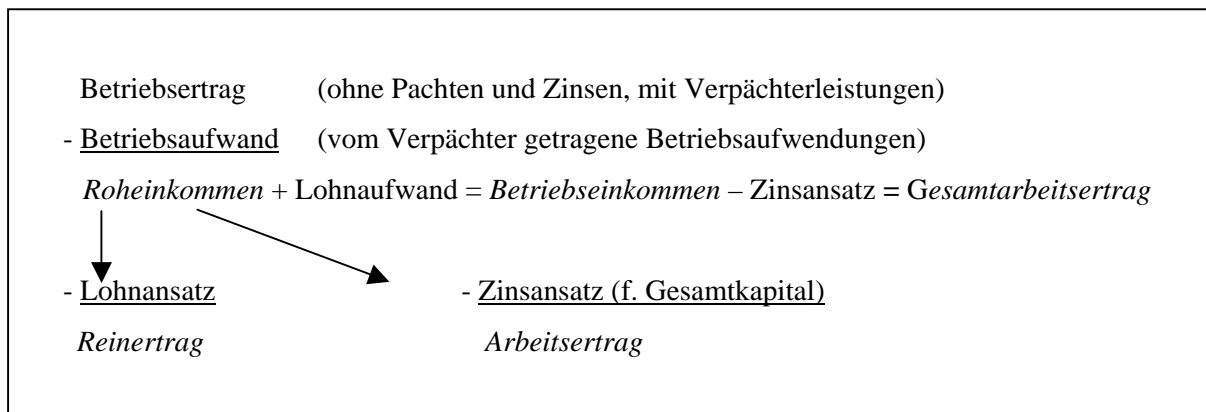 Betriebsertrag (ohne Pachten und Zinsen, mit Verpächterleistungen)
- Betriebsaufwand (vom Verpächter getragene Betriebsaufwendungen)
Roheinkommen + Lohnaufwand = Betriebseinkommen – Zinsansatz = Gesamtarbeitsertrag
- Lohnansatz - Zinsansatz (f. Gesamtkapital)
Reinertrag Arbeitsertrag